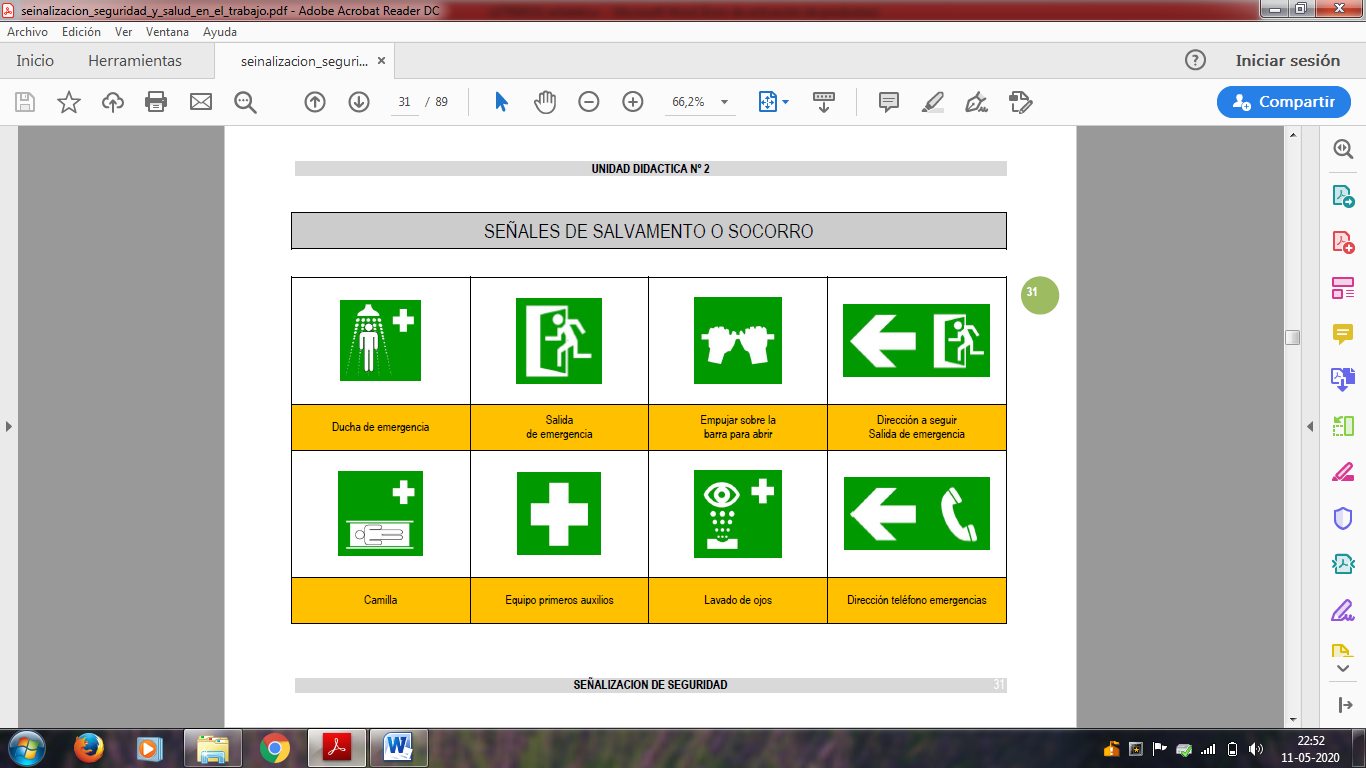 seinalizacion_seguridad_y_salud_en_el_trabajo.pdf - Adobe Acrobat Reader DC
Archivo Edición Ver Ventana Ayuda
Inicio Herramientas seinalizacion_seguri... × ? Iniciar sesión
31 / 89 66,2% Compartir
UNIDAD DIDACTICA Nº 2
SEÑALES DE SALVAMENTO O SOCORRO
31
Ducha de emergencia
Salida
de emergencia
Empujar sobre la
barra para abrir
Dirección a seguir
Salida de emergencia
Camilla
Equipo primeros auxilios
Lavado de ojos
Dirección teléfono emergencias
SEÑALIZACION DE SEGURIDAD 31
22:52
11-05-2020